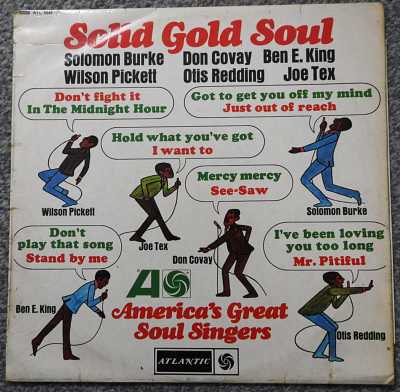 Solid Gold Soul
Solomon Burke Don Covay Ben E. King
Wilson Pickett Otis Redding Joe Tex
Don't fight it
In The Midnight Hour
Got to get you off my mind
Just out of reach
Hold what you've got
I want to
Mercy mercy
See-Saw
Wilson Pickett
Solomon Burke
Joe Tex
Don't
play that song
Stand by me
Don Covay
I've been loving
you too long
Mr. Pitiful
Ben E. King
Otis Redding
America's Great
Soul Singers
ATLANTIC